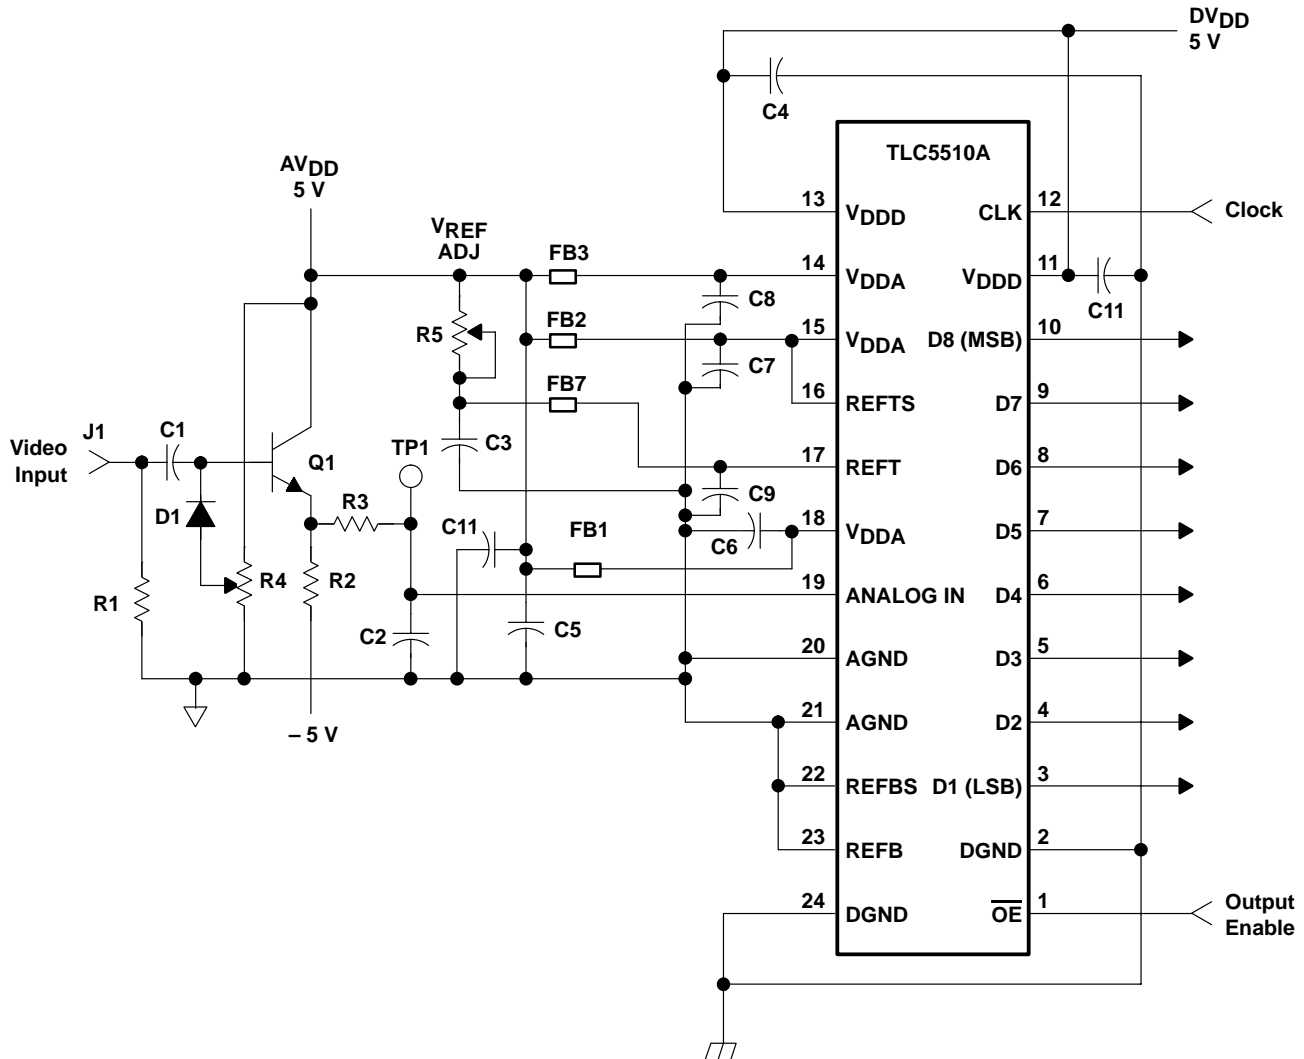 DVDD
5 V
C4
TLC5510A
AVDD
5 V
13
VDDD
CLK
12
Clock
VREF
ADJ
FB3
14
VDDA
VDDD
11
C8
C11
R5
FB2
15
VDDA
D8 (MSB)
10
C7
FB7
16
REFTS
D7
9
J1
C1
Video
Input
Q1
TP1
C3
17
REFT
D6
8
C9
D1
R3
C11
FB1
C6
18
VDDA
D5
7
R1
R4
R2
19
ANALOG IN
D4
6
C2
C5
20
AGND
D3
5
– 5 V
21
AGND
D2
4
22
REFBS
D1 (LSB)
3
23
REFB
DGND
2
24
DGND
OE
1
Output
Enable